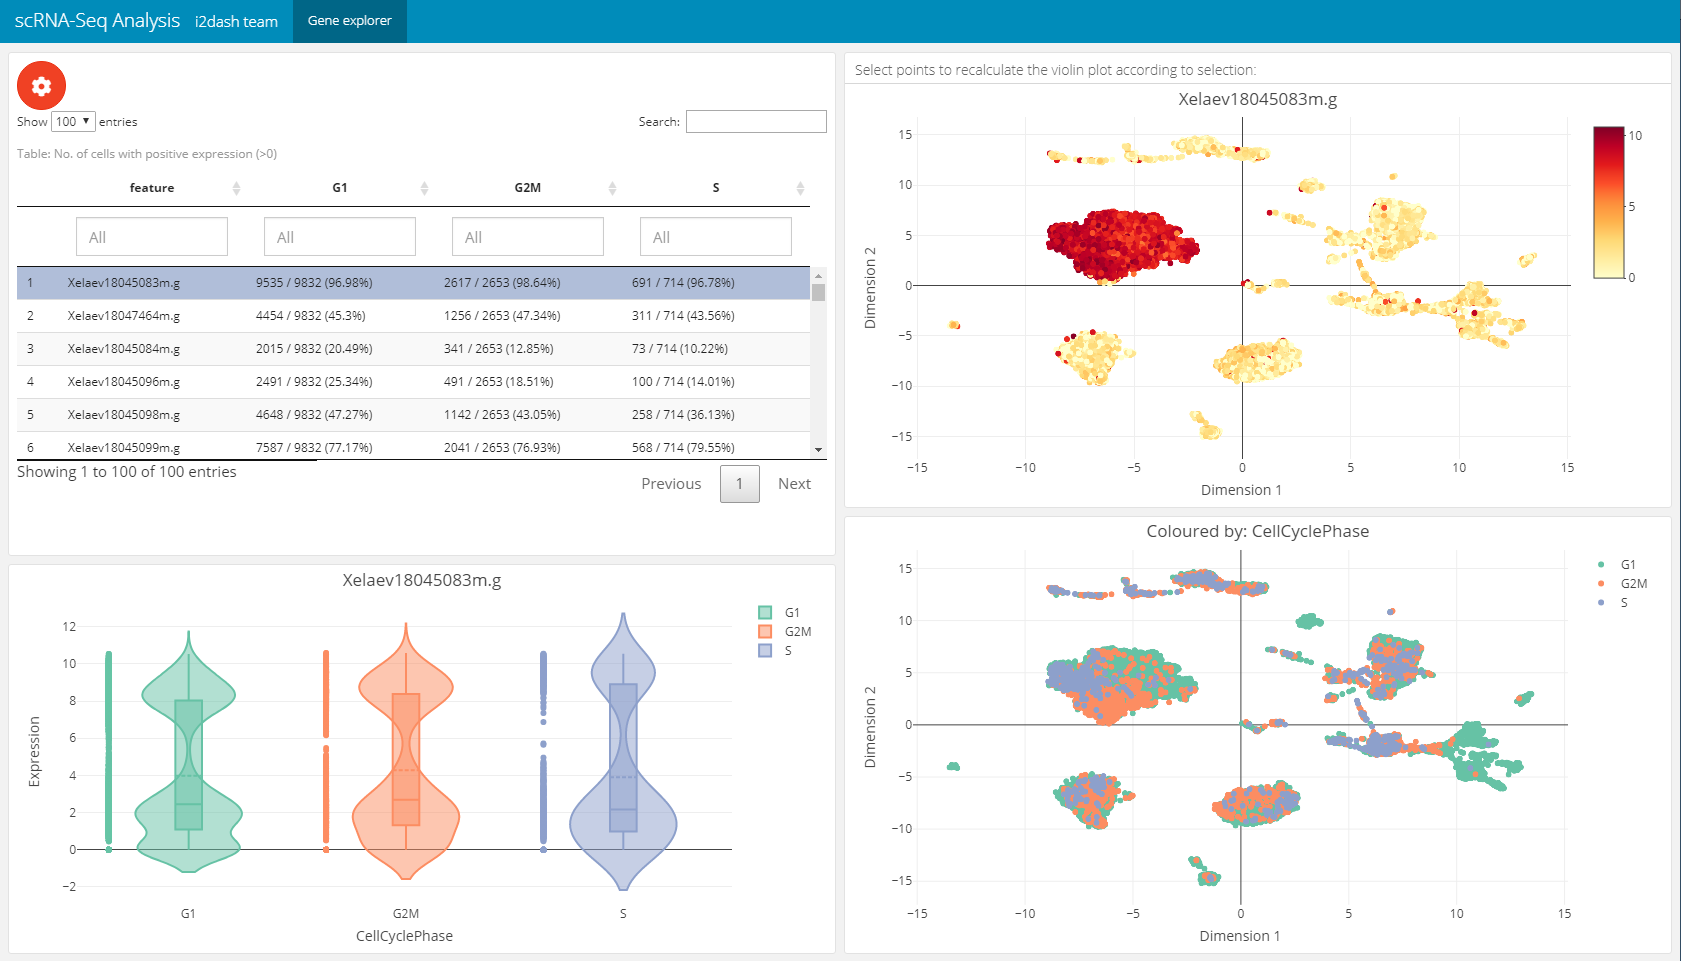 scRNA-Seq Analysis i2dash team Gene explorer
Show 100 entries
Search:
Table: No. of cells with positive expression (>0)
feature G1 G2M S
All All All All
1 Xelaev18045083m.g 9535 / 9832 (96.98%) 2617 / 2653 (98.64%) 691 / 714 (96.78%)
2 Xelaev18047464m.g 4454 / 9832 (45.3%) 1256 / 2653 (47.34%) 311 / 714 (43.56%)
3 Xelaev18045084m.g 2015 / 9832 (20.49%) 341 / 2653 (12.85%) 73 / 714 (10.22%)
4 Xelaev18045096m.g 2491 / 9832 (25.34%) 491 / 2653 (18.51%) 100 / 714 (14.01%)
5 Xelaev18045098m.g 4648 / 9832 (47.27%) 1142 / 2653 (43.05%) 258 / 714 (36.13%)
6 Xelaev18045099m.g 7587 / 9832 (77.17%) 2041 / 2653 (76.93%) 568 / 714 (79.55%)
Showing 1 to 100 of 100 entries
Previous 1 Next
Select points to recalculate the violin plot according to selection:
Xelaev18045083m.g
15
10
5
0
−5
−10
−15
−15 −10 −5 0 5 10 15
Dimension 1
Dimension 2
10
5
0
Xelaev18045083m.g
12
10
8
6
4
2
0
−2
G1 G2M S
CellCyclePhase
Expression
G1
G2M
S
Coloured by: CellCyclePhase
15
10
5
0
−5
−10
−15
−15 −10 −5 0 5 10 15
Dimension 1
Dimension 2
G1
G2M
S